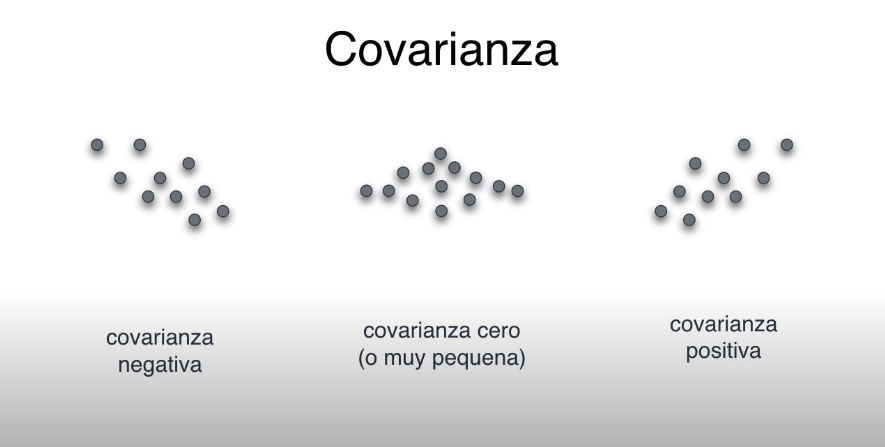 Covarianza
covarianza
negativa
covarianza cero
(o muy pequena)
covarianza
positiva